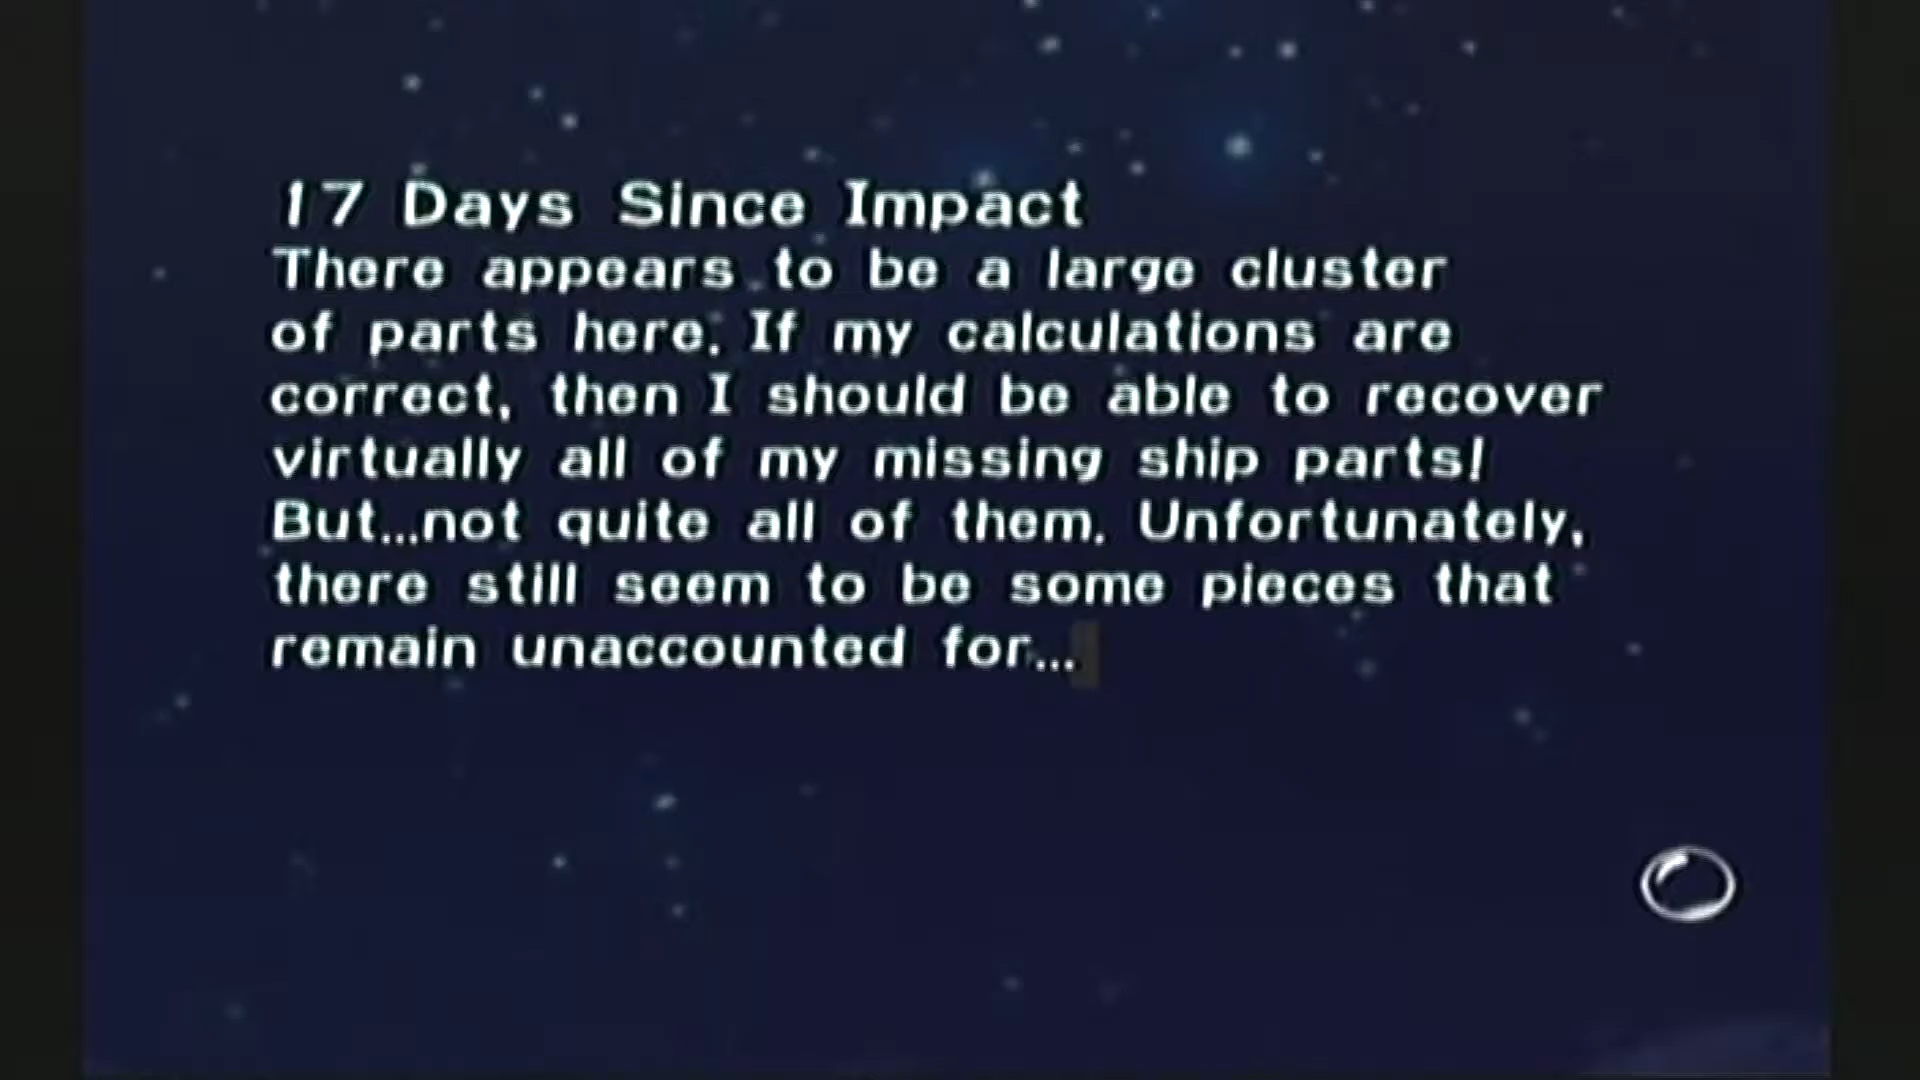 17 Days Since Impact
There appears to be a large cluster
of parts here. If my calculations are
correct, then I should be able to recover
virtually all of my missing ship parts!
But...not quite all of them. Unfortunately,
there still seem to be some pieces that
remain unaccounted for...